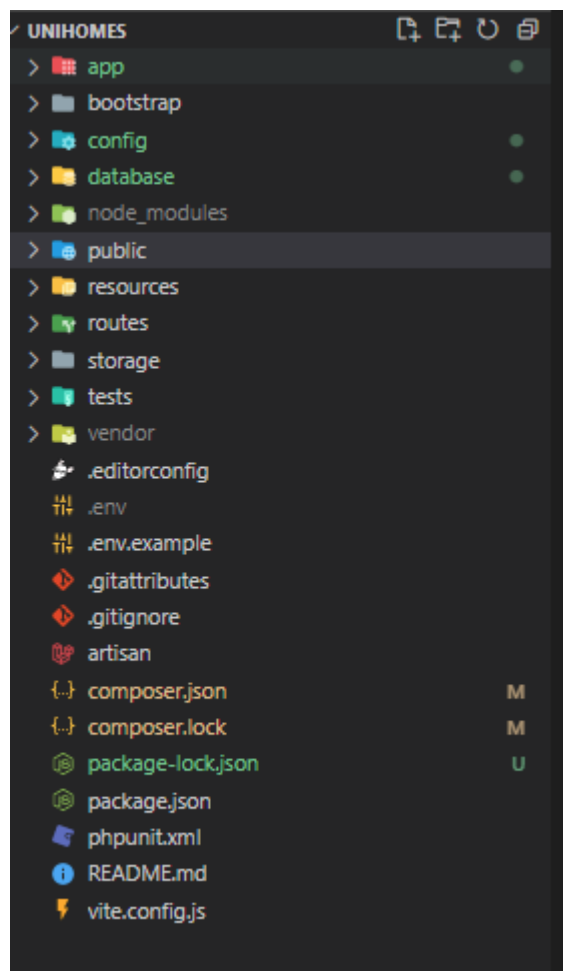 UNIHOMES
app
bootstrap
config
database
node_modules
public
resources
routes
storage
tests
vendor
.editorconfig
.env
.env.example
.gitattributes
.gitignore
artisan
{..} composer.json M
{..} composer.lock M
package-lock.json U
package.json
phpunit.xml
README.md
vite.config.js